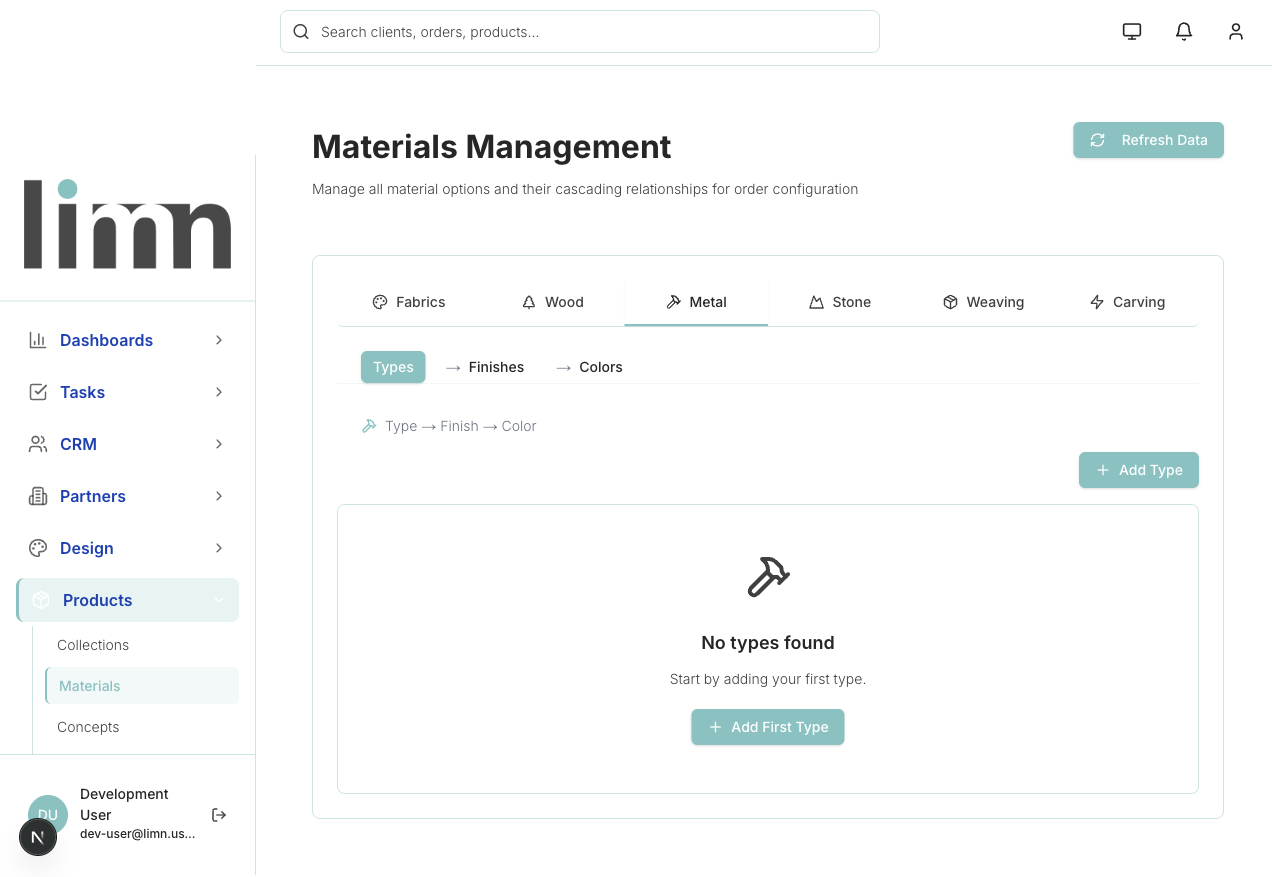 Search clients, orders, products...
limn
Dashboards
Tasks
CRM
Partners
Design
Products
Collections
Materials
Concepts
DU
Development
User
dev-user@limn.us...
N
Materials Management
Refresh Data
Manage all material options and their cascading relationships for order configuration
Fabrics
Wood
Metal
Stone
Weaving
Carving
Types
→ Finishes
→ Colors
Type → Finish → Color
+ Add Type
No types found
Start by adding your first type.
+ Add First Type